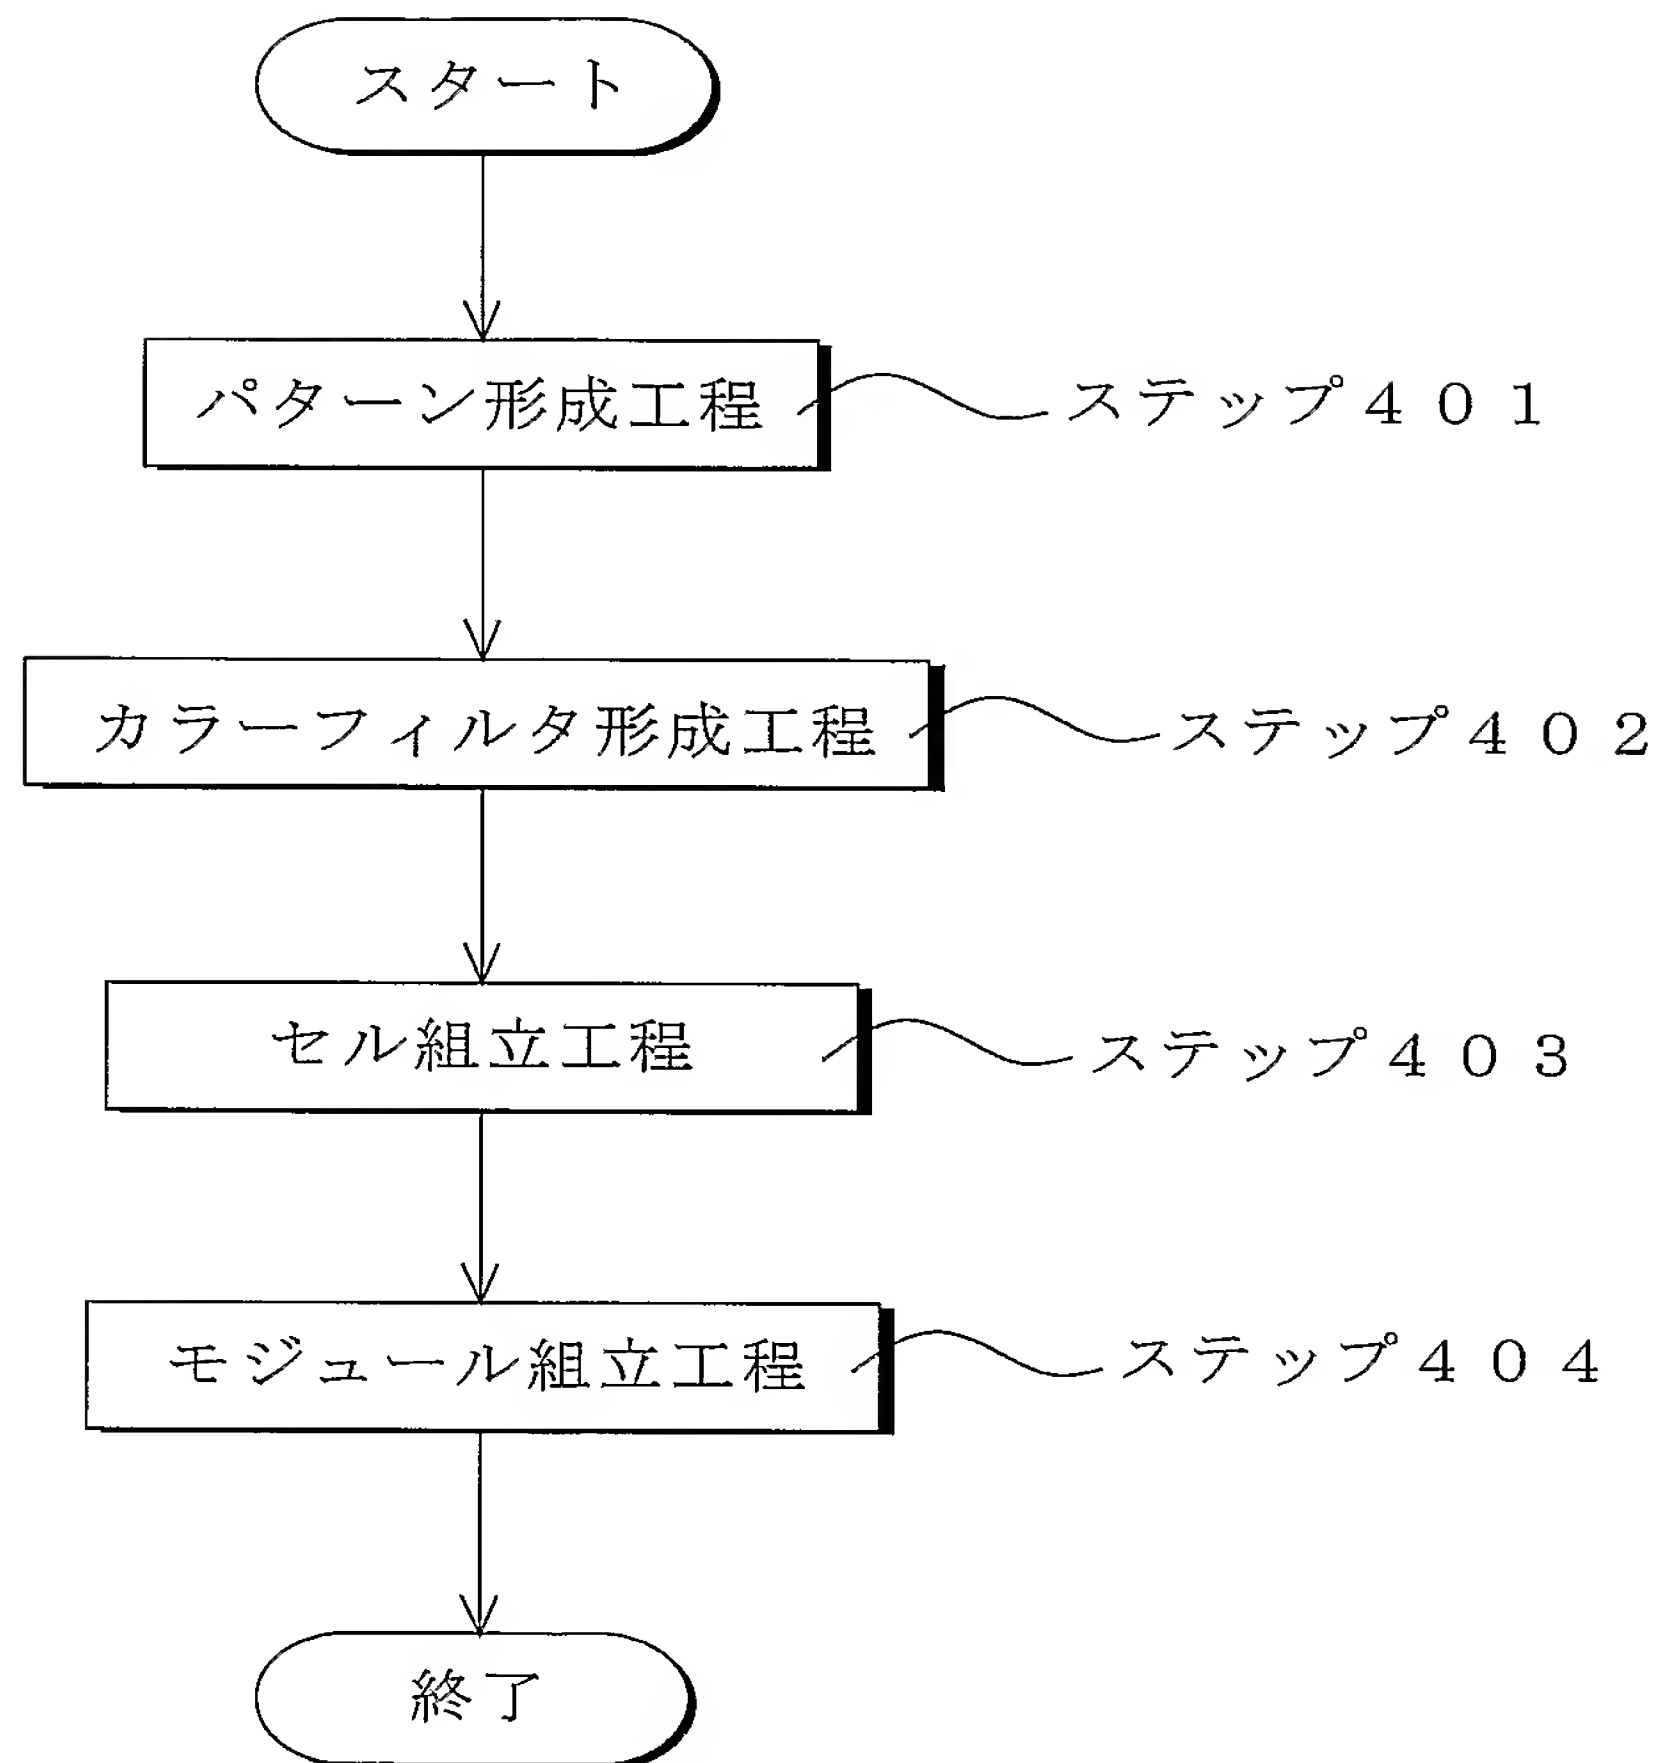 スタート
パターン形成工程
ステップ４０１
カラーフィルタ形成工程
ステップ４０２
セル組立工程
ステップ４０３
モジュール組立工程
ステップ４０４
終了